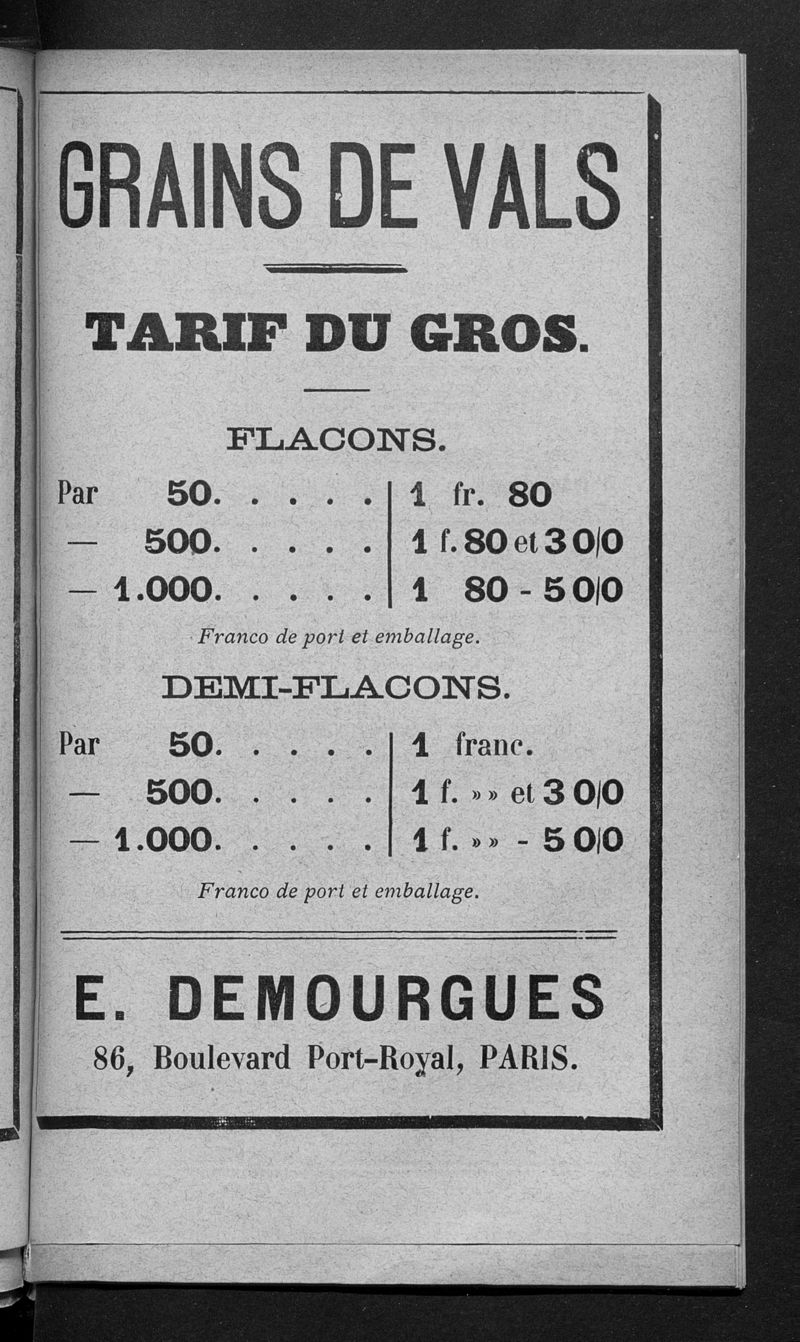 GRAINS DE VALS
TARIF DU GROS.
FLACONS.
Par 50. . . . . 1 fr. 80
— 500. . . . . 1 f. 80 et 3 0/0
— 1.000. . . . . 1 80 - 5 0/0
Franco de port et emballage.
DEMI-FLACONS.
Par 50. . . . . 1 franc.
— 500. . . . . 1 f. »» et 3 0/0
— 1.000. . . . . 1 f. »» - 5 0/0
Franco de port et emballage.
E. DEMOURGUES
86, Boulevard Port-Royal, PARIS.